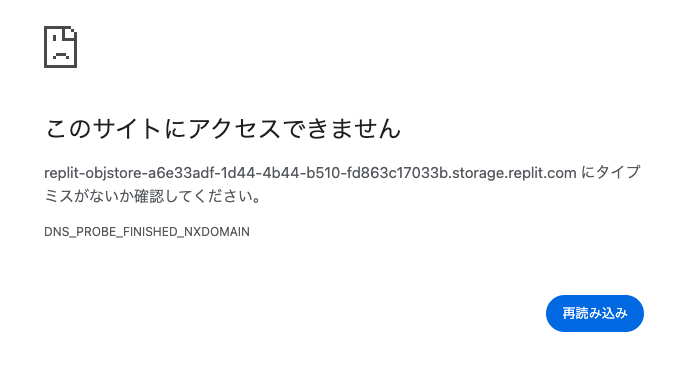 このサイトにアクセスできません
replit-objstore-a6e33adf-1d44-4b44-b510-fd863c17033b.storage.replit.com にタイプ
ミスがないか確認してください。
DNS_PROBE_FINISHED_NXDOMAIN
再読み込み